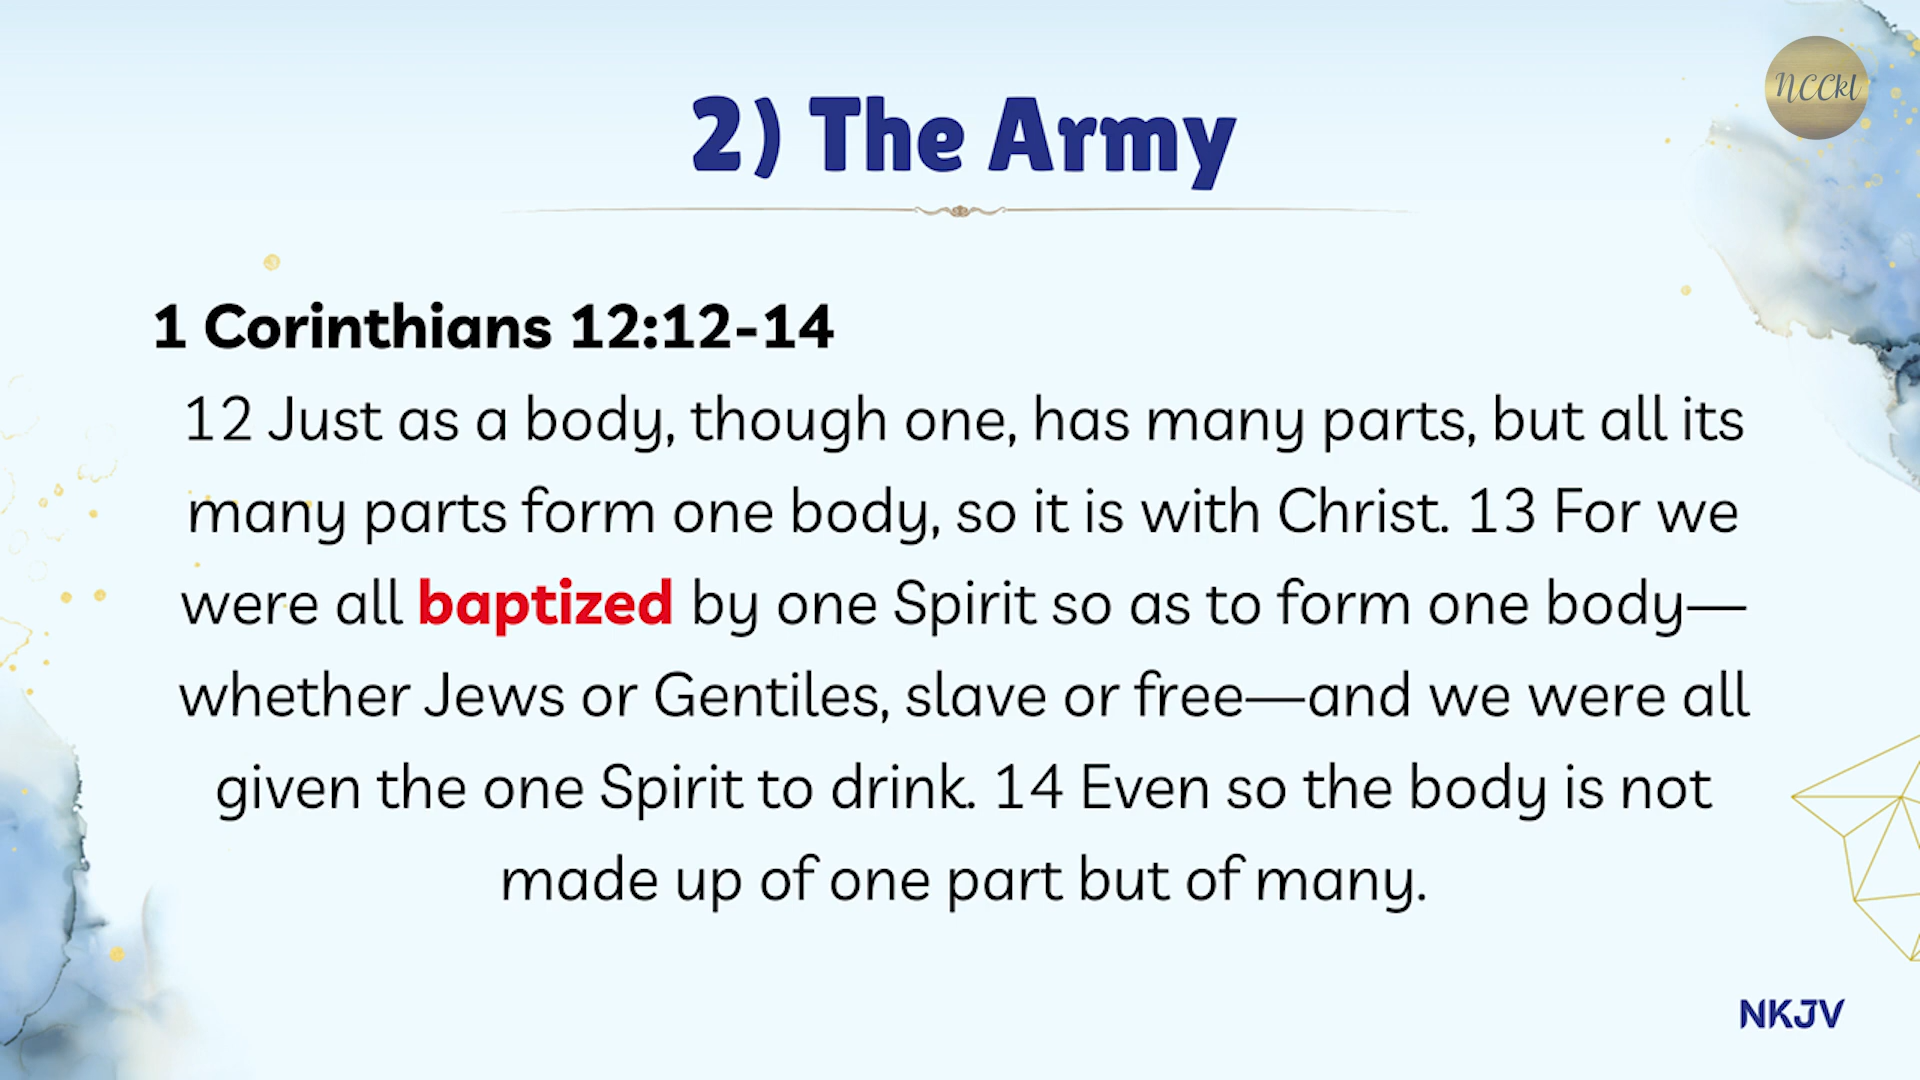 NCCkl
2) The Army
1 Corinthians 12:12-14
12 Just as a body, though one, has many parts, but all its
many parts form one body, so it is with Christ. 13 For we
were all baptized by one Spirit so as to form one body—
whether Jews or Gentiles, slave or free—and we were all
given the one Spirit to drink. 14 Even so the body is not
made up of one part but of many.
NKJV